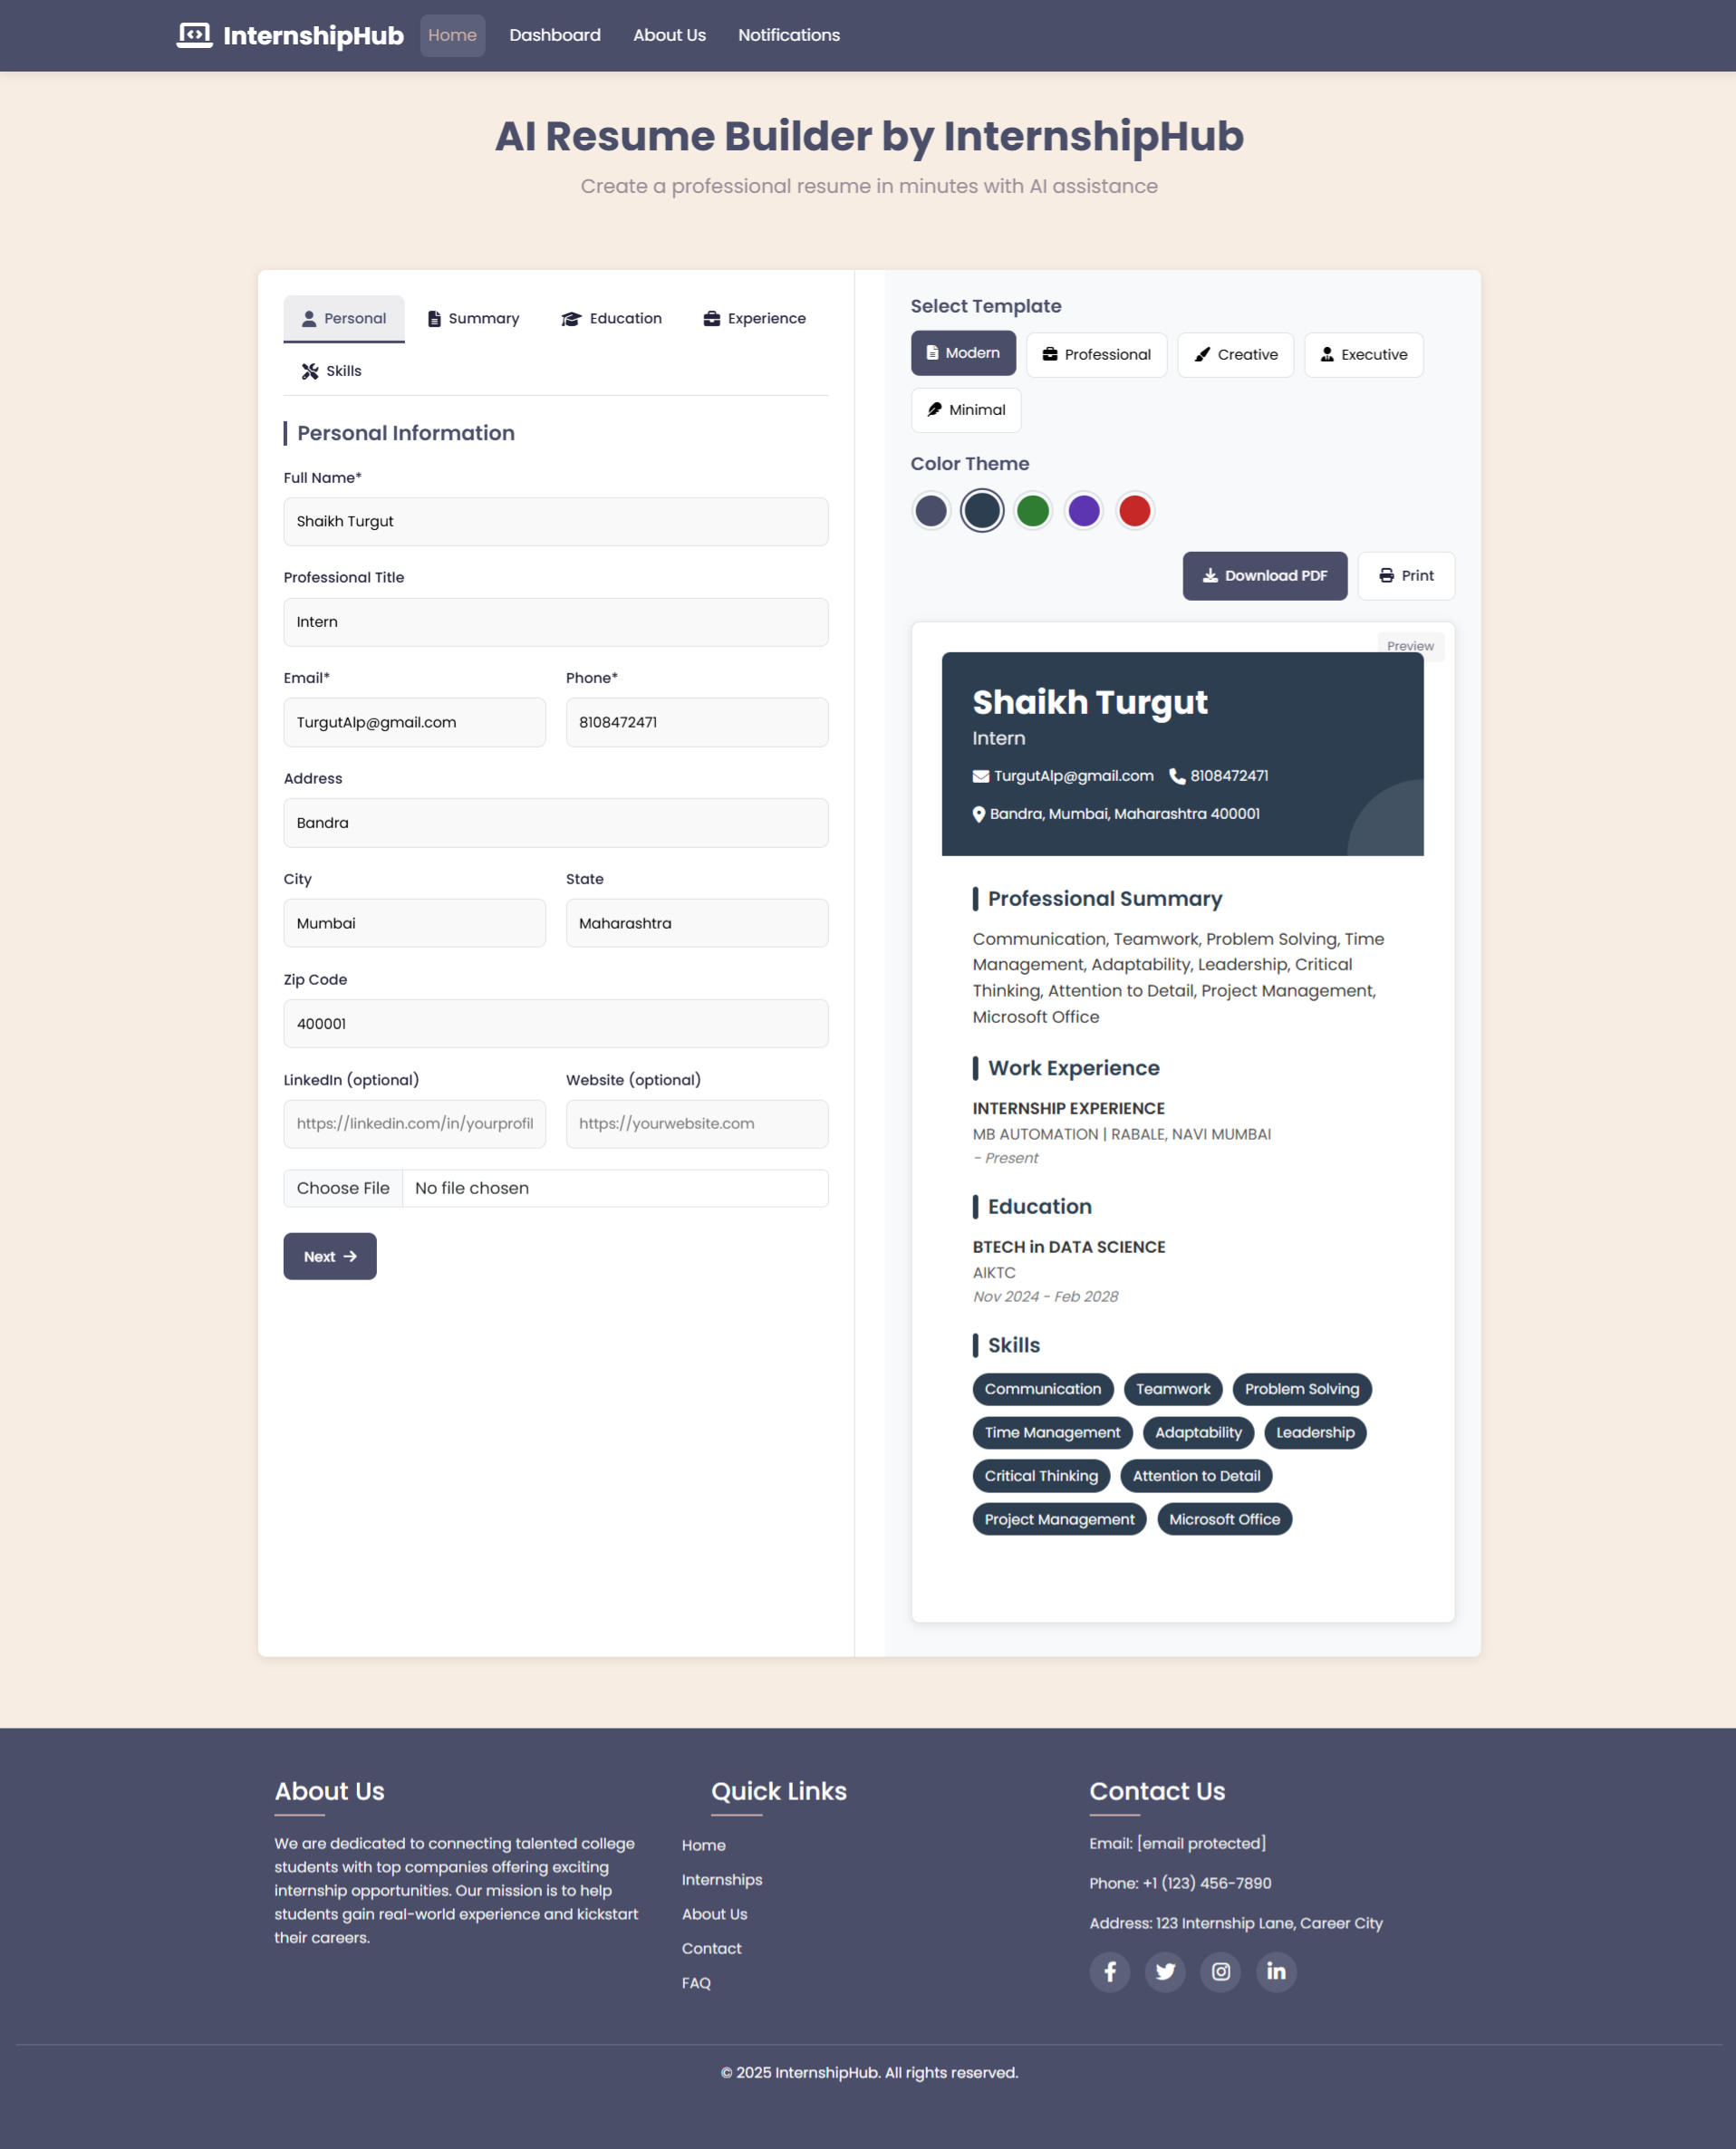 InternshipHub Home Dashboard About Us Notifications
AI Resume Builder by InternshipHub
Create a professional resume in minutes with AI assistance
Personal Summary Education Experience
Skills
Personal Information
Full Name*
Shaikh Turgut
Professional Title
Intern
Email* Phone*
TurgutAlp@gmail.com 8108472471
Address
Bandra
City State
Mumbai Maharashtra
Zip Code
400001
LinkedIn (optional) Website (optional)
https://linkedin.com/in/yourprofil https://yourwebsite.com
Choose File No file chosen
Next
Select Template
Modern Professional Creative Executive
Minimal
Color Theme
Download PDF Print
Preview
Shaikh Turgut
Intern
TurgutAlp@gmail.com 8108472471
Bandra, Mumbai, Maharashtra 400001
Professional Summary
Communication, Teamwork, Problem Solving, Time
Management, Adaptability, Leadership, Critical
Thinking, Attention to Detail, Project Management,
Microsoft Office
Work Experience
INTERNSHIP EXPERIENCE
MB AUTOMATION | RABALE, NAVI MUMBAI
- Present
Education
BTECH in DATA SCIENCE
AIKTC
Nov 2024 - Feb 2028
Skills
Communication Teamwork Problem Solving
Time Management Adaptability Leadership
Critical Thinking Attention to Detail
Project Management Microsoft Office
About Us
We are dedicated to connecting talented college
students with top companies offering exciting
internship opportunities. Our mission is to help
students gain real-world experience and kickstart
their careers.
Quick Links
Home
Internships
About Us
Contact
FAQ
Contact Us
Email: [email protected]
Phone: +1 (123) 456-7890
Address: 123 Internship Lane, Career City
© 2025 InternshipHub. All rights reserved.